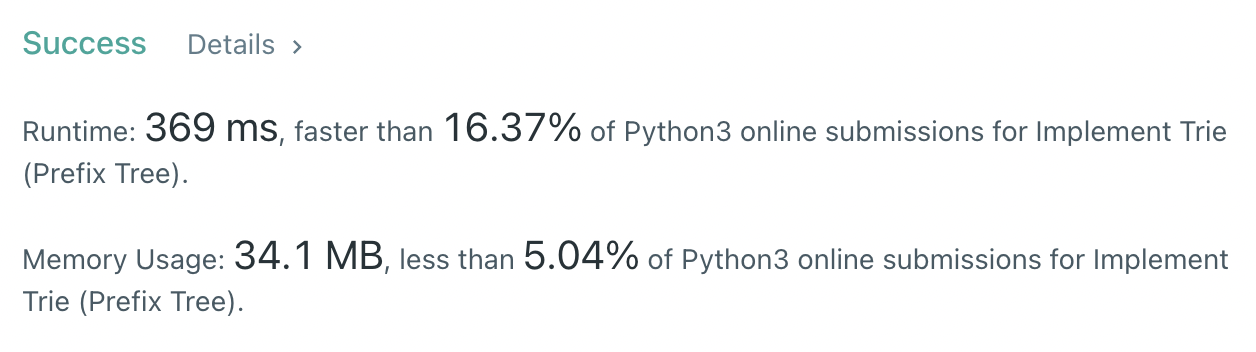 Success Details >
Runtime: 369 ms, faster than 16.37% of Python3 online submissions for Implement Trie
(Prefix Tree).
Memory Usage: 34.1 MB, less than 5.04% of Python3 online submissions for Implement
Trie (Prefix Tree).